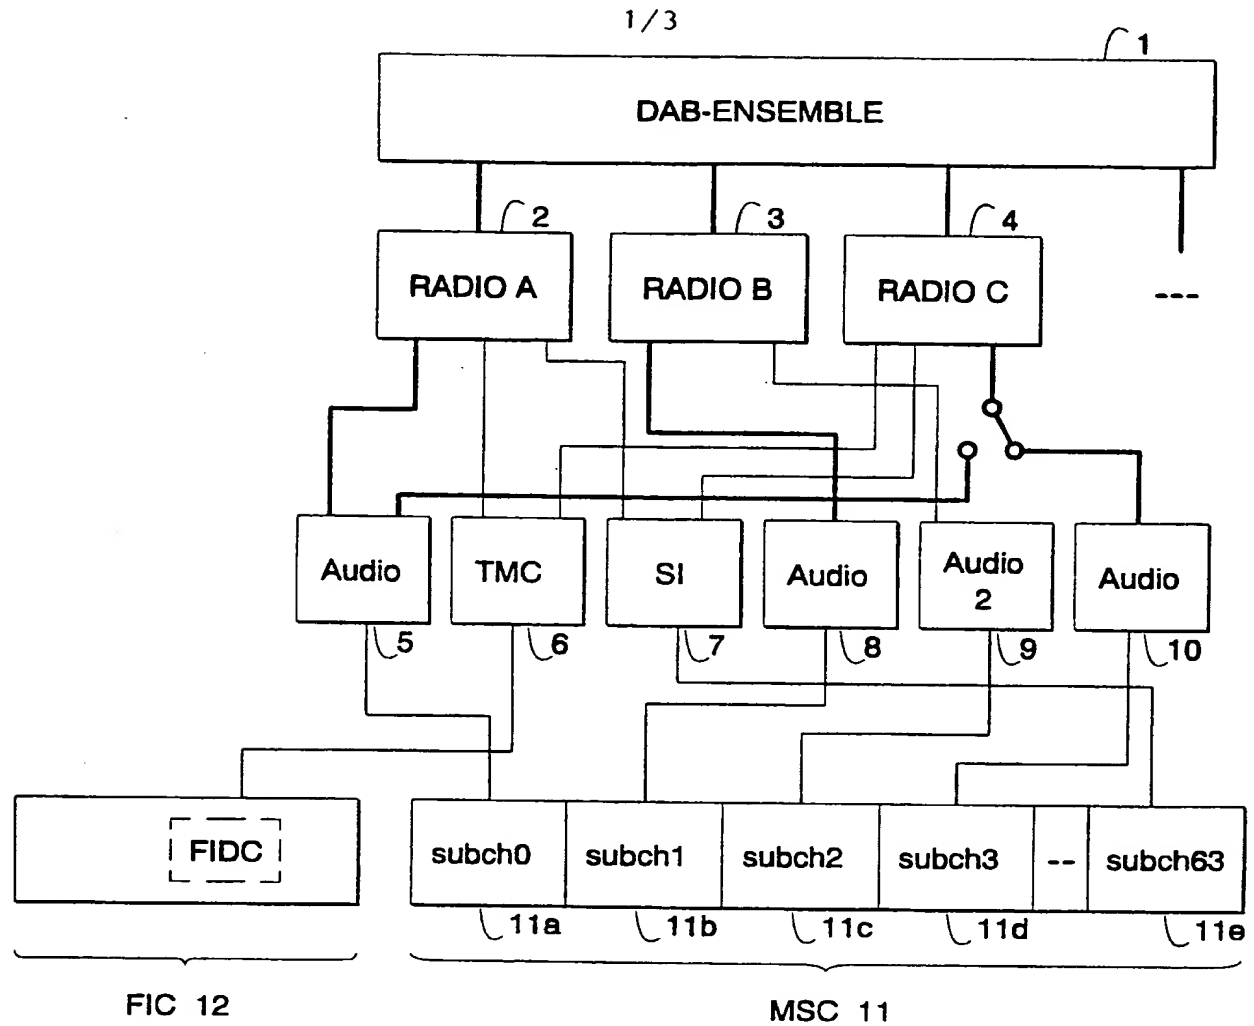 1/3
1
DAB-ENSEMBLE
2 3 4
RADIO A RADIO B RADIO C ---
Audio TMC SI Audio Audio 2 Audio
5 6 7 8 9 10
FIDC subch0 subch1 subch2 subch3 -- subch63
11a 11b 11c 11d 11e
FIC 12 MSC 11